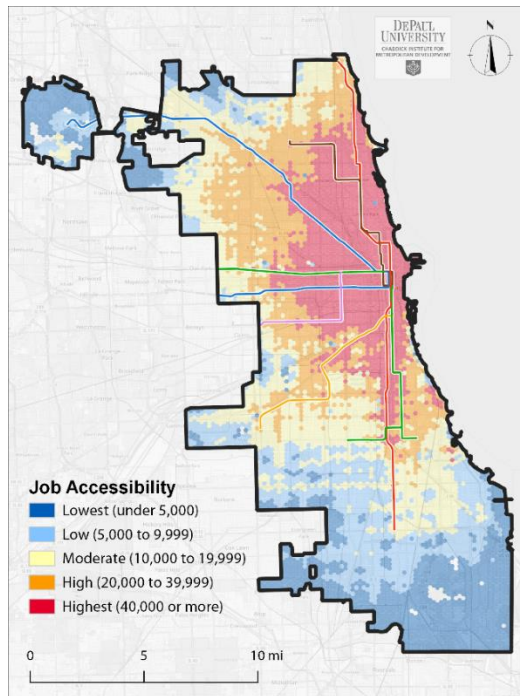 DEPAUL
UNIVERSITY
CHADDICK INSTITUTE FOR
METROPOLITAN DEVELOPMENT
N
Job Accessibility
Lowest (under 5,000)
Low (5,000 to 9,999)
Moderate (10,000 to 19,999)
High (20,000 to 39,999)
Highest (40,000 or more)
0 5 10 mi